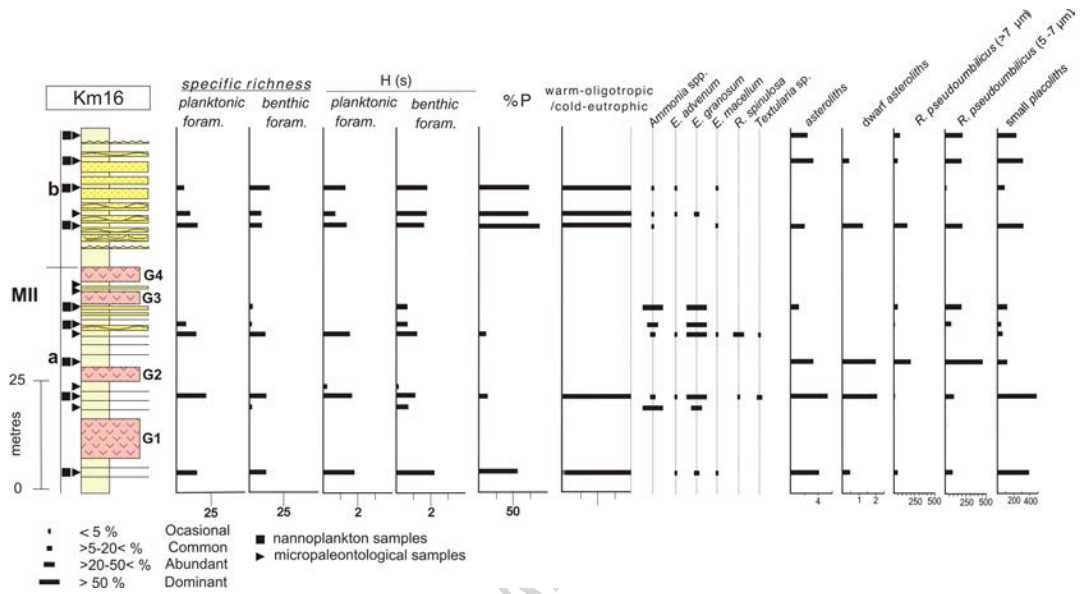 Km16
specific richness
planktonic foram.
benthic foram.
H (s)
planktonic foram.
benthic foram.
%P
warm-oligotropic
/cold-eutrophic
Ammonia spp.
E. advenum
E. granosum
E. macellum
R. spinulosa
Textularia sp.
asteroliths
dwarf asteroliths
R. pseudoumbilicus (>7 µm)
R. pseudoumbilicus (5-7 µm)
small placoliths
b
MII
G4
G3
a
G2
25
G1
metres
0
25 25 2 2 50 4 1 2 250 500 250 500 200 400
< 5 % Ocasional
>5-20< % Common
>20-50< % Abundant
> 50 % Dominant
nannoplankton samples
micropaleontological samples